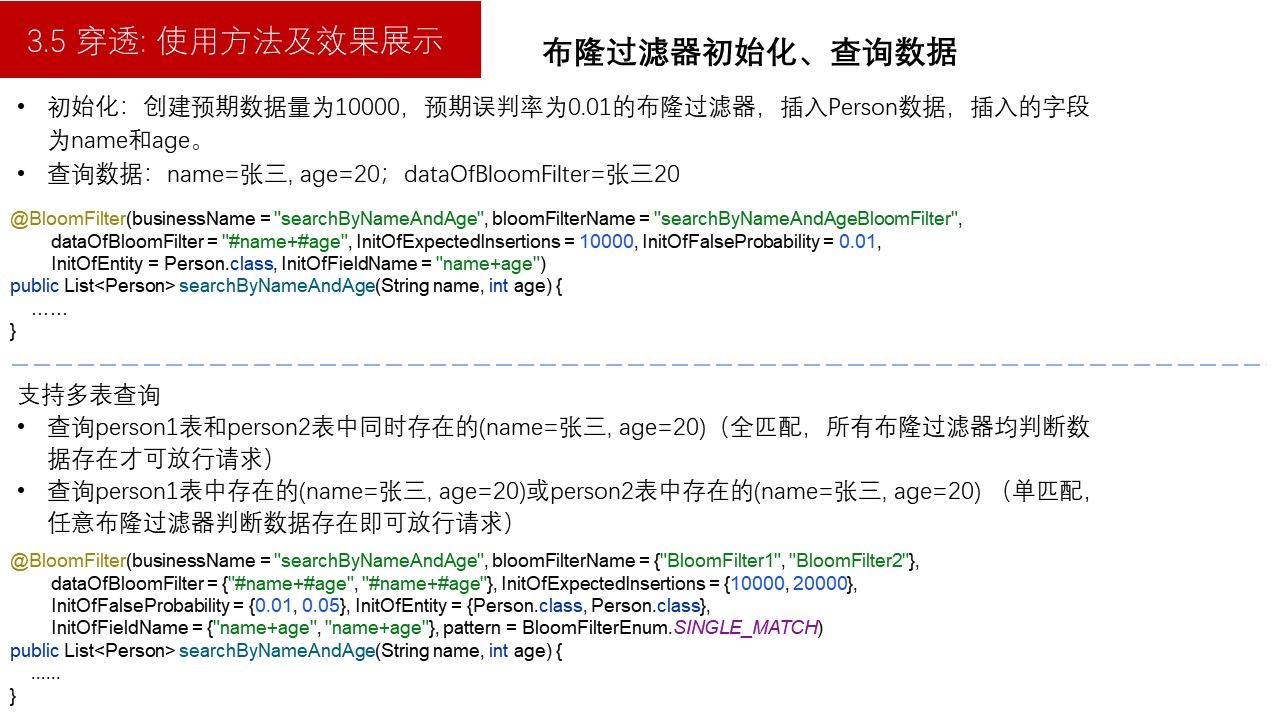 3.5 穿透: 使用方法及效果展示
布隆过滤器初始化、查询数据
• 初始化：创建预期数据量为10000，预期误判率为0.01的布隆过滤器，插入Person数据，插入的字段
为name和age。
• 查询数据：name=张三, age=20；dataOfBloomFilter=张三20
@BloomFilter(businessName = "searchByNameAndAge", bloomFilterName = "searchByNameAndAgeBloomFilter",
dataOfBloomFilter = "#name+#age", InitOfExpectedInsertions = 10000, InitOfFalseProbability = 0.01,
InitOfEntity = Person.class, InitOfFieldName = "name+age")
public List<Person> searchByNameAndAge(String name, int age) {
……
}
支持多表查询
• 查询person1表和person2表中同时存在的(name=张三, age=20)（全匹配，所有布隆过滤器均判断数
据存在才可放行请求）
• 查询person1表中存在的(name=张三, age=20)或person2表中存在的(name=张三, age=20) （单匹配,
任意布隆过滤器判断数据存在即可放行请求）
@BloomFilter(businessName = "searchByNameAndAge", bloomFilterName = {"BloomFilter1", "BloomFilter2"},
dataOfBloomFilter = {"#name+#age", "#name+#age"}, InitOfExpectedInsertions = {10000, 20000},
InitOfFalseProbability = {0.01, 0.05}, InitOfEntity = {Person.class, Person.class},
InitOfFieldName = {"name+age", "name+age"}, pattern = BloomFilterEnum.SINGLE_MATCH)
public List<Person> searchByNameAndAge(String name, int age) {
......
}